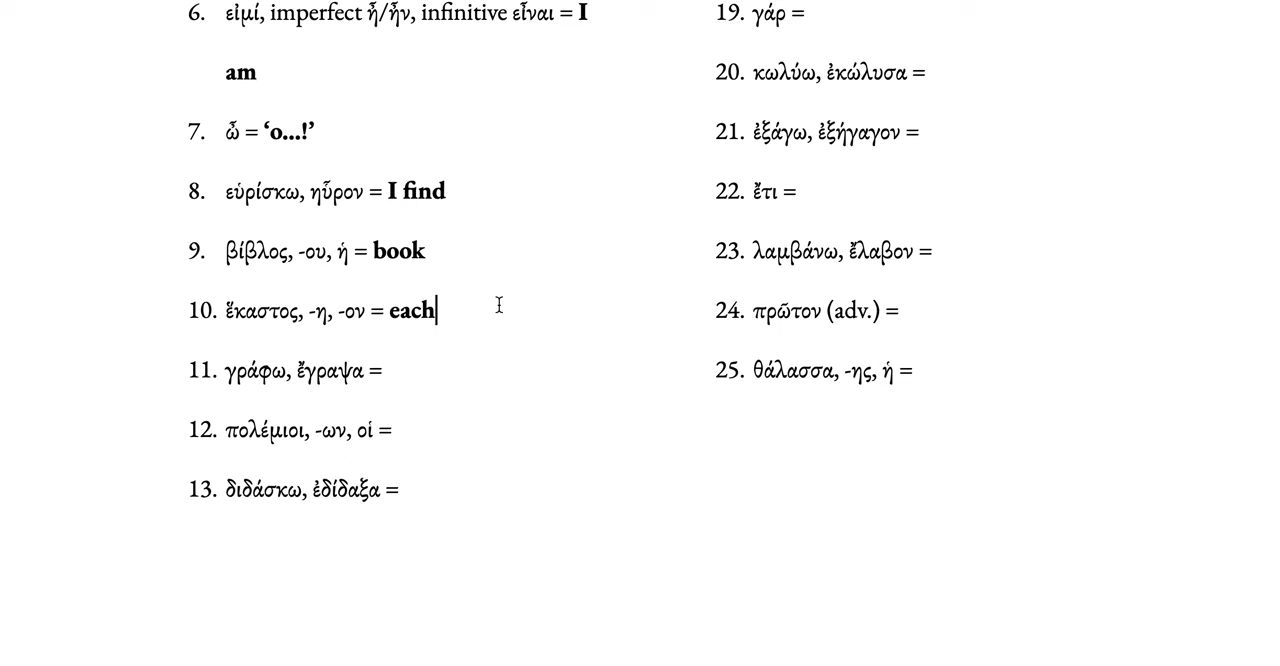 6. εἰμί, imperfect ἦ/ἦν, infinitive εἶναι = I
am
7. ὦ = ‘o...!’
8. εὑρίσκω, ηὗρον = I find
9. βίβλος, -ου, ἡ = book
10. ἕκαστος, -η, -ον = each
11. γράφω, ἔγραψα =
12. πολέμιοι, -ων, οἱ =
13. διδάσκω, ἐδίδαξα =
19. γάρ =
20. κωλύω, ἐκώλυσα =
21. ἐξάγω, ἐξήγαγον =
22. ἔτι =
23. λαμβάνω, ἔλαβον =
24. πρῶτον (adv.) =
25. θάλασσα, -ης, ἡ =